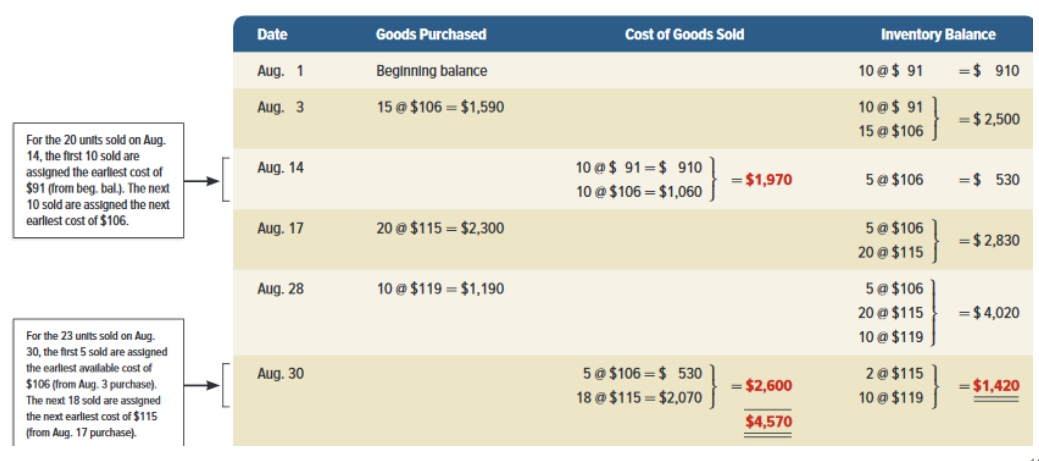 Date Goods Purchased Cost of Goods Sold Inventory Balance
Aug. 1 Beginning balance 10 @ $ 91 = $ 910
Aug. 3 15 @ $106 = $1,590 10 @ $ 91
15 @ $106 = $2,500
For the 20 units sold on Aug.
14, the first 10 sold are
assigned the earliest cost of
$91 (from beg. bal.). The next
10 sold are assigned the next
earliest cost of $106.
Aug. 14 10 @ $ 91 = $ 910
10 @ $106 = $1,060 = $1,970 5 @ $106 = $ 530
Aug. 17 20 @ $115 = $2,300 5 @ $106
20 @ $115 = $2,830
Aug. 28 10 @ $119 = $1,190 5 @ $106
20 @ $115 = $4,020
10 @ $119
For the 23 units sold on Aug.
30, the first 5 sold are assigned
the earliest available cost of
$106 (from Aug. 3 purchase).
The next 18 sold are assigned
the next earliest cost of $115
(from Aug. 17 purchase).
Aug. 30 5 @ $106 = $ 530
18 @ $115 = $2,070 = $2,600 2 @ $115
10 @ $119 = $1,420
$4,570